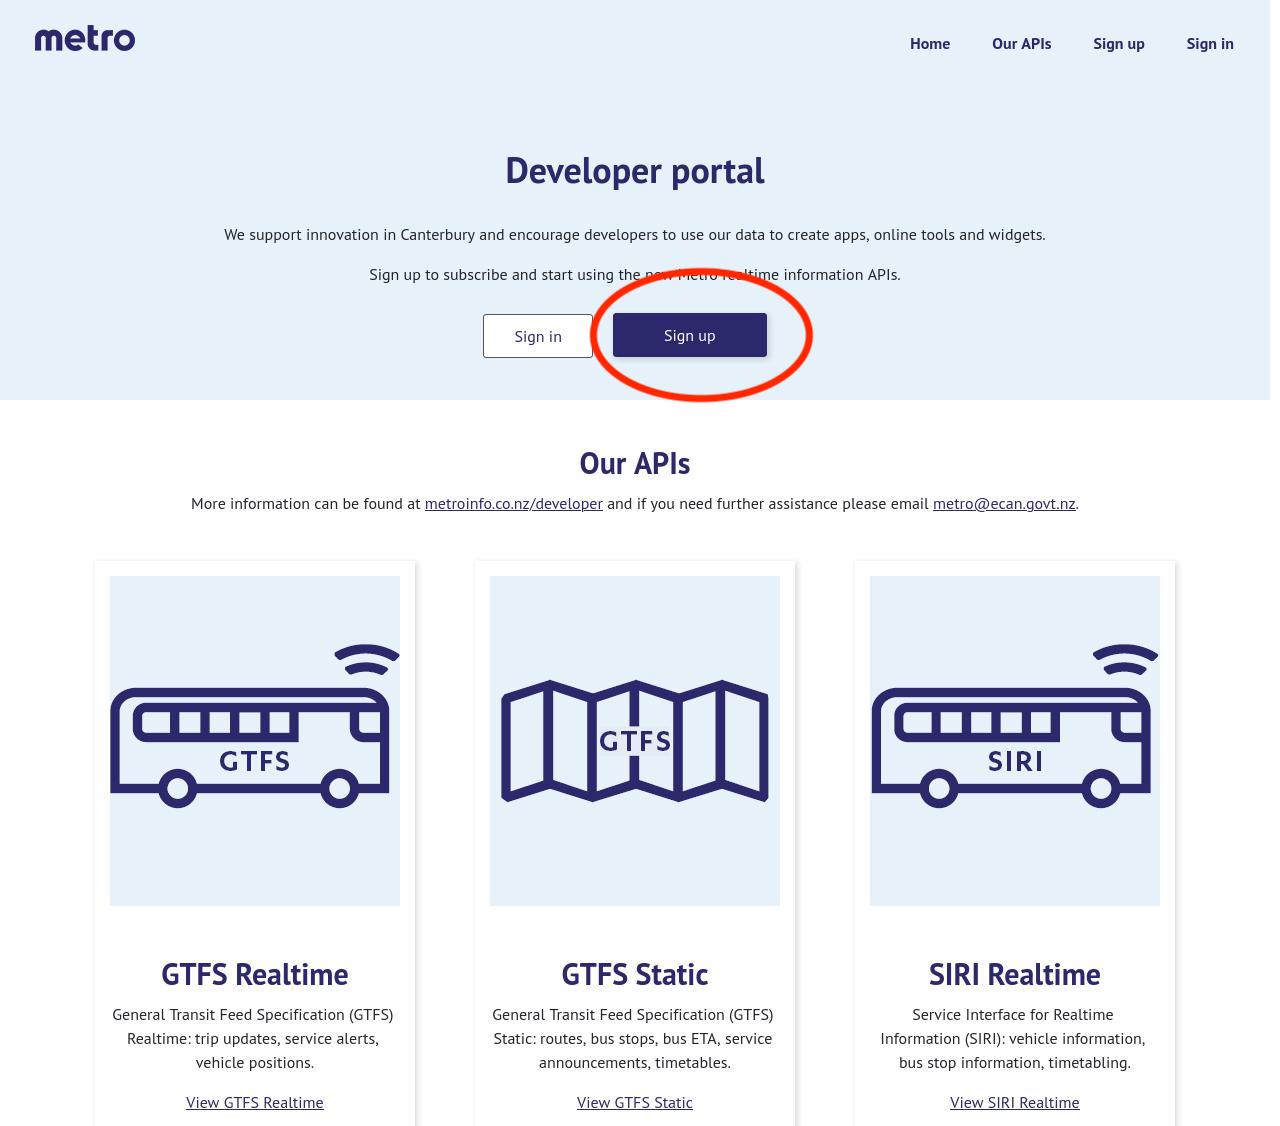 metro
Home Our APIs Sign up Sign in
Developer portal
We support innovation in Canterbury and encourage developers to use our data to create apps, online tools and widgets.
Sign up to subscribe and start using the new Metro realtime information APIs.
Sign in Sign up
Our APIs
More information can be found at metroinfo.co.nz/developer and if you need further assistance please email metro@ecan.govt.nz.
GTFS GTFS SIRI
GTFS Realtime
General Transit Feed Specification (GTFS)
Realtime: trip updates, service alerts,
vehicle positions.
View GTFS Realtime
GTFS Static
General Transit Feed Specification (GTFS)
Static: routes, bus stops, bus ETA, service
announcements, timetables.
View GTFS Static
SIRI Realtime
Service Interface for Realtime
Information (SIRI): vehicle information,
bus stop information, timetabling.
View SIRI Realtime